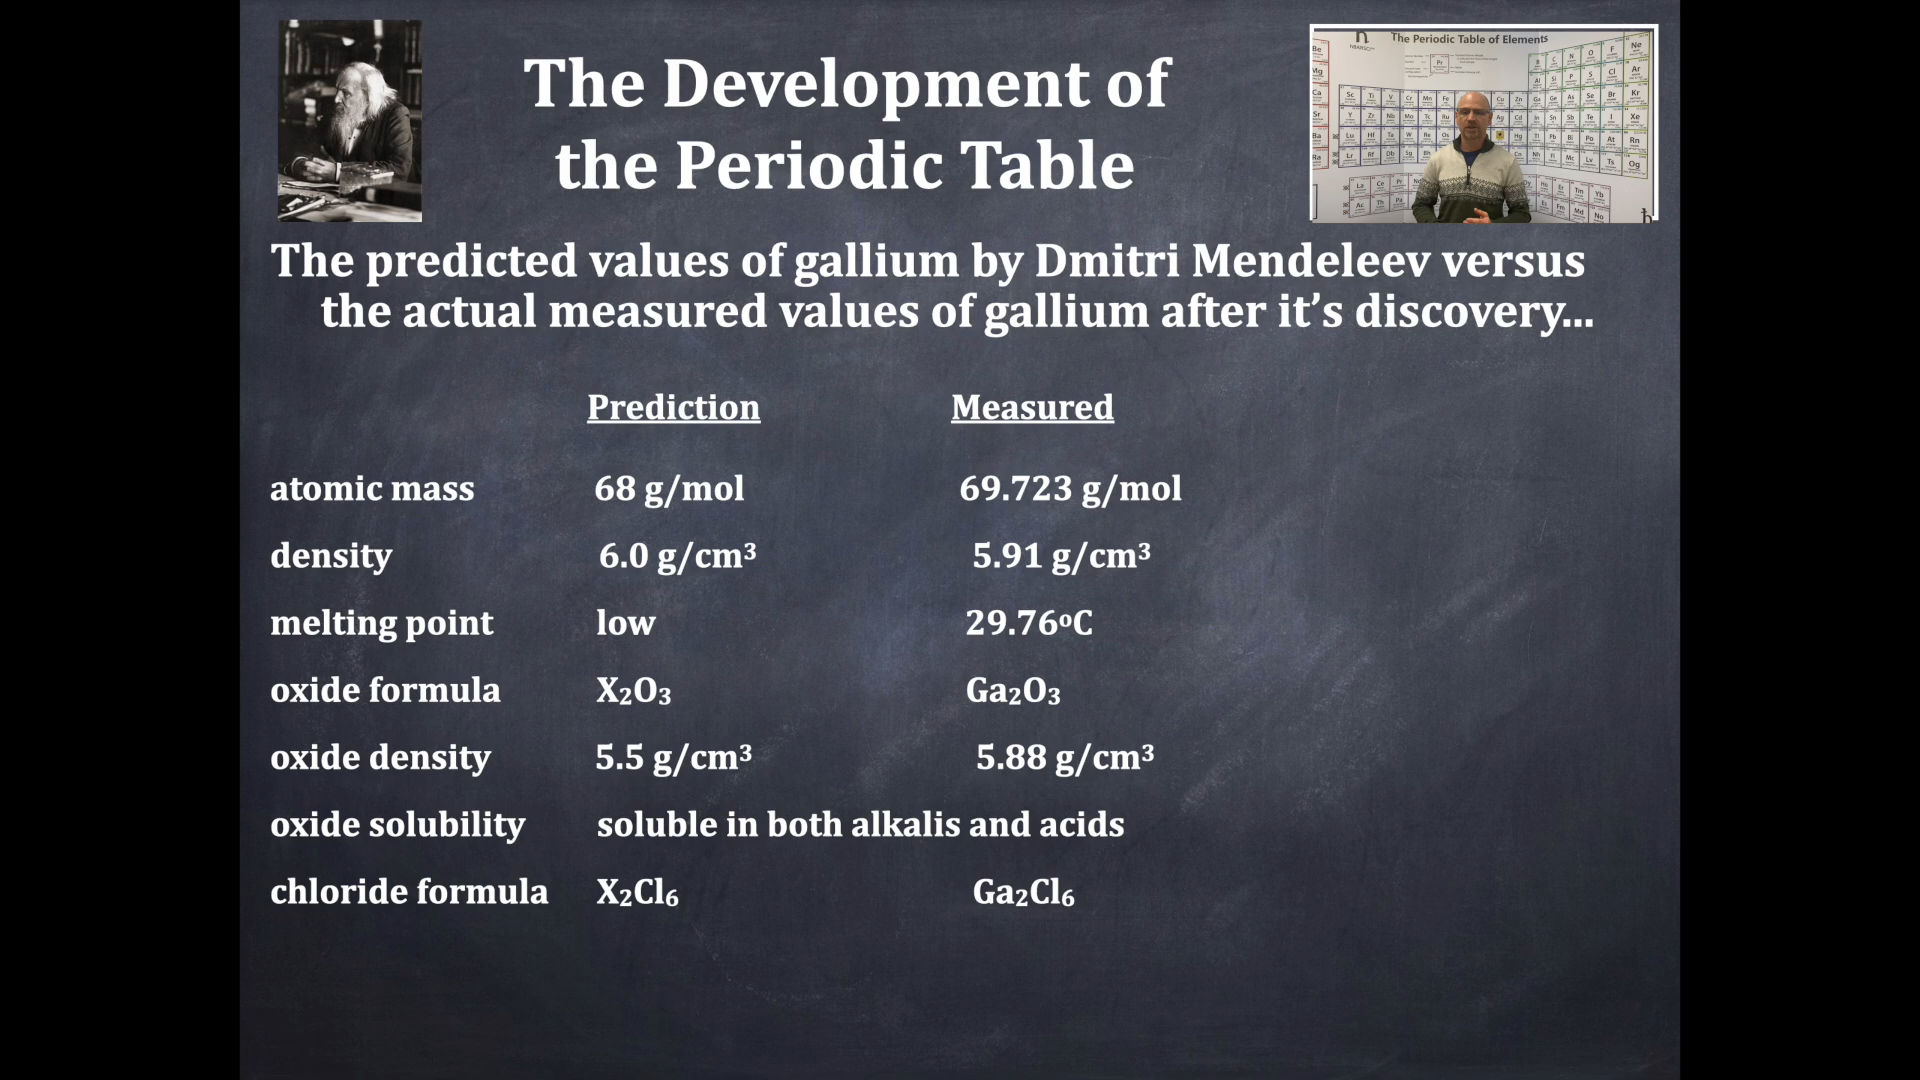 The Development of
the Periodic Table
The Periodic Table of Elements
The predicted values of gallium by Dmitri Mendeleev versus
the actual measured values of gallium after it’s discovery...
Prediction Measured
atomic mass 68 g/mol 69.723 g/mol
density 6.0 g/cm³ 5.91 g/cm³
melting point low 29.76ºC
oxide formula X₂O₃ Ga₂O₃
oxide density 5.5 g/cm³ 5.88 g/cm³
oxide solubility soluble in both alkalis and acids
chloride formula X₂Cl₆ Ga₂Cl₆